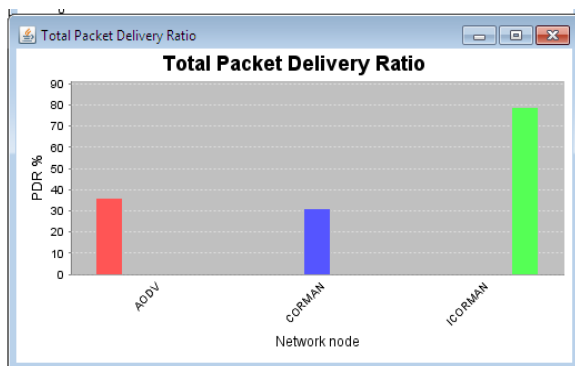 Total Packet Delivery Ratio
Total Packet Delivery Ratio
90
80
70
60
50
40
30
20
10
0
PDR %
AODV
CORMAN
ICORMAN
Network node